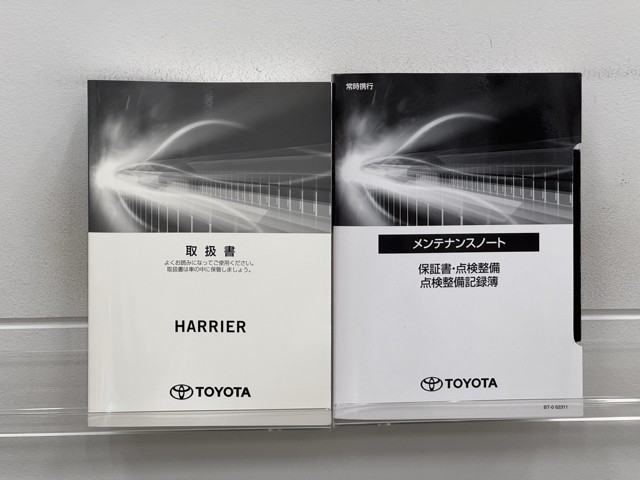 取扱書
よくお読みになってご使用ください。
取扱書は車の中に保管しましょう。
HARRIER
TOYOTA
常時携行
メンテナンスノート
保証書・点検整備
点検整備記録簿
TOYOTA
BT-0 62311